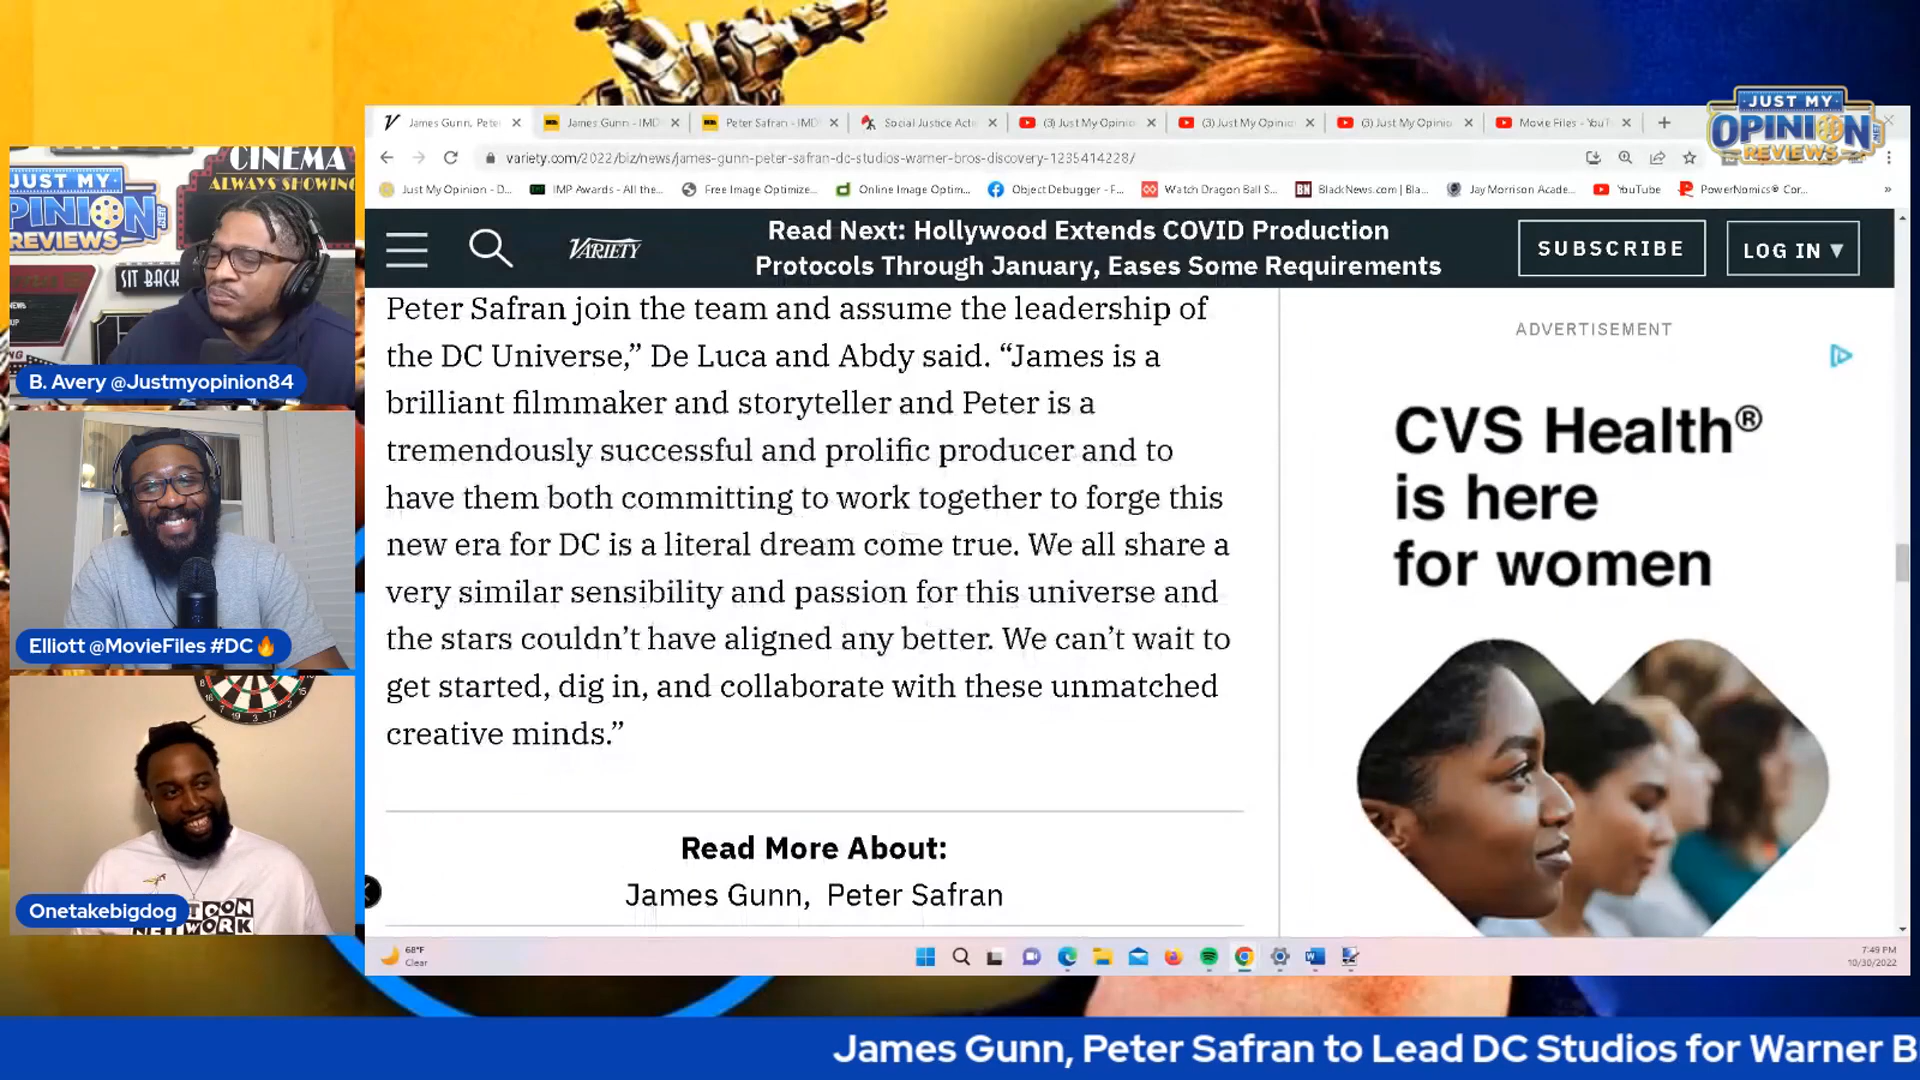 James Gunn, Pete
James Gunn - IMD
Peter Safran - IMD
Social Justice Acti
(3) Just My Opinio
(3) Just My Opinio
(3) Just My Opinio
Movie Files - YouT
JUST MY
OPINION
REVIEWS
variety.com/2022/biz/news/james-gunn-peter-safran-dc-studios-warner-bros-discovery-1235414228/
Just My Opinion - D...
IMP Awards - All the...
Free Image Optimize...
Online Image Optim...
Object Debugger - F...
Watch Dragon Ball S...
BlackNews.com | Bla...
Jay Morrison Acade...
YouTube
PowerNomics® Cor...
CINEMA
ALWAYS SHOWING
JUST MY
OPINION
.NET
REVIEWS
SIT BACK
B. Avery @Justmyopinion84
Elliott @MovieFiles #DC🔥
Onetakebigdog
CARTOON
NETWORK
VARIETY
Read Next: Hollywood Extends COVID Production
Protocols Through January, Eases Some Requirements
SUBSCRIBE
LOG IN ▼
Peter Safran join the team and assume the leadership of
the DC Universe,” De Luca and Abdy said. “James is a
brilliant filmmaker and storyteller and Peter is a
tremendously successful and prolific producer and to
have them both committing to work together to forge this
new era for DC is a literal dream come true. We all share a
very similar sensibility and passion for this universe and
the stars couldn’t have aligned any better. We can’t wait to
get started, dig in, and collaborate with these unmatched
creative minds.”
Read More About:
James Gunn, Peter Safran
ADVERTISEMENT
CVS Health®
is here
for women
68°F
Clear
7:49 PM
10/30/2022
James Gunn, Peter Safran to Lead DC Studios for Warner B